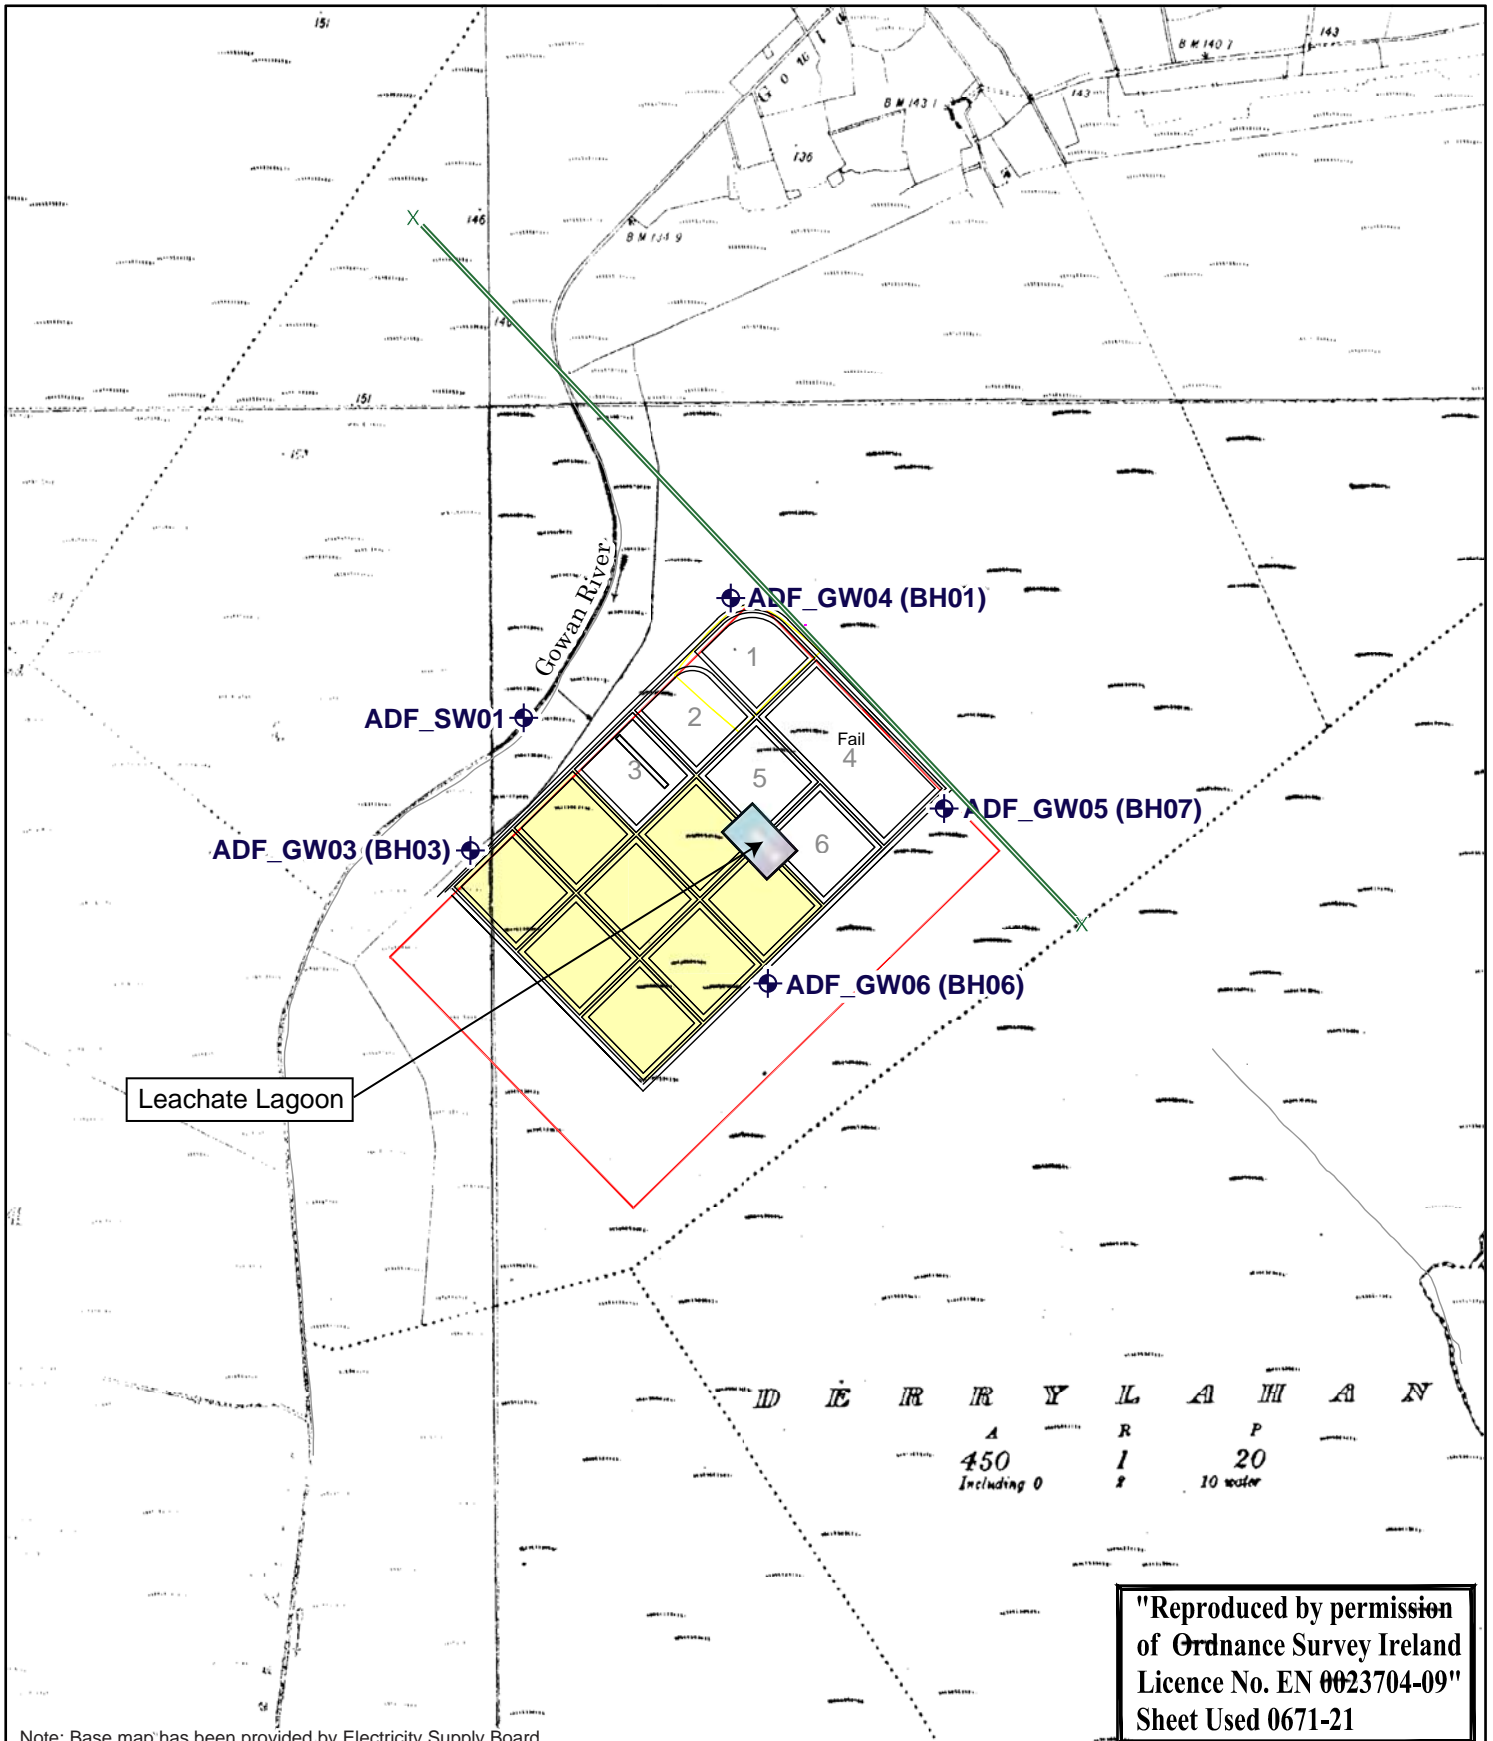 151
143
B M 140 7
B M 143 1
143
136
146
B M 134 9
146
151
Gowan River
ADF_GW04 (BH01)
1
ADF_SW01
2
Fail
4
3
5
ADF_GW05 (BH07)
ADF_GW03 (BH03)
6
ADF_GW06 (BH06)
Leachate Lagoon
D E R R Y L A H A N
A R P
450 1 20
Including 0 2 10 water
"Reproduced by permission
of Ordnance Survey Ireland
Licence No. EN 0023704-09"
Sheet Used 0671-21
Note: Base map has been provided by Electricity Supply Board